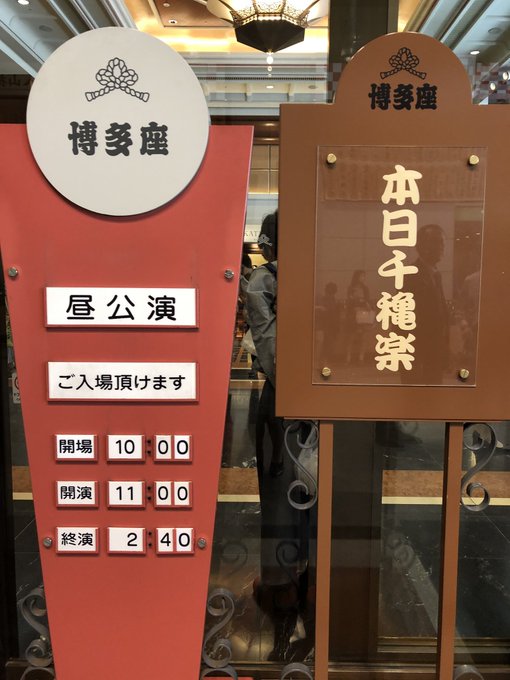 博多座
昼公演
ご入場頂けます
開場 10:00
開演 11:00
終演 2:40
博多座
本日千穐楽